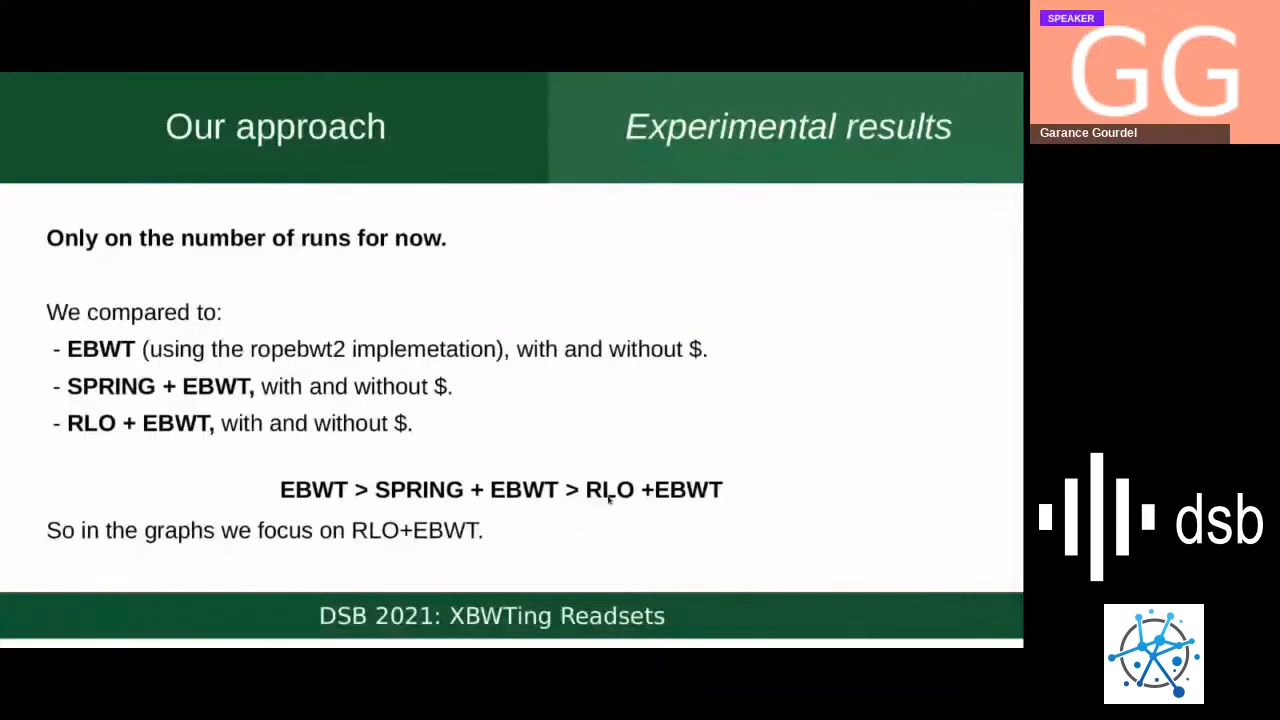 SPEAKER
GG
Garance Gourdel
Our approach
Experimental results
Only on the number of runs for now.
We compared to:
- EBWT (using the ropebwt2 implemetation), with and without $.
- SPRING + EBWT, with and without $.
- RLO + EBWT, with and without $.
EBWT > SPRING + EBWT > RLO +EBWT
So in the graphs we focus on RLO+EBWT.
DSB 2021: XBWTing Readsets
dsb